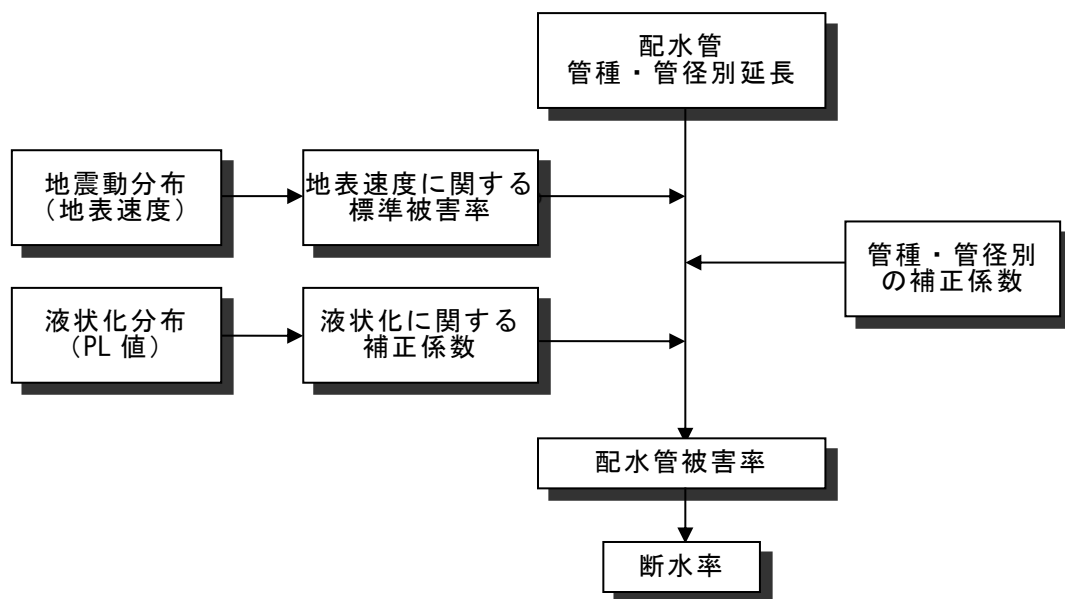 配水管
管種・管径別延長
地震動分布
（地表速度）
地表速度に関する
標準被害率
管種・管径別
の補正係数
液状化分布
（PL 値）
液状化に関する
補正係数
配水管被害率
断水率